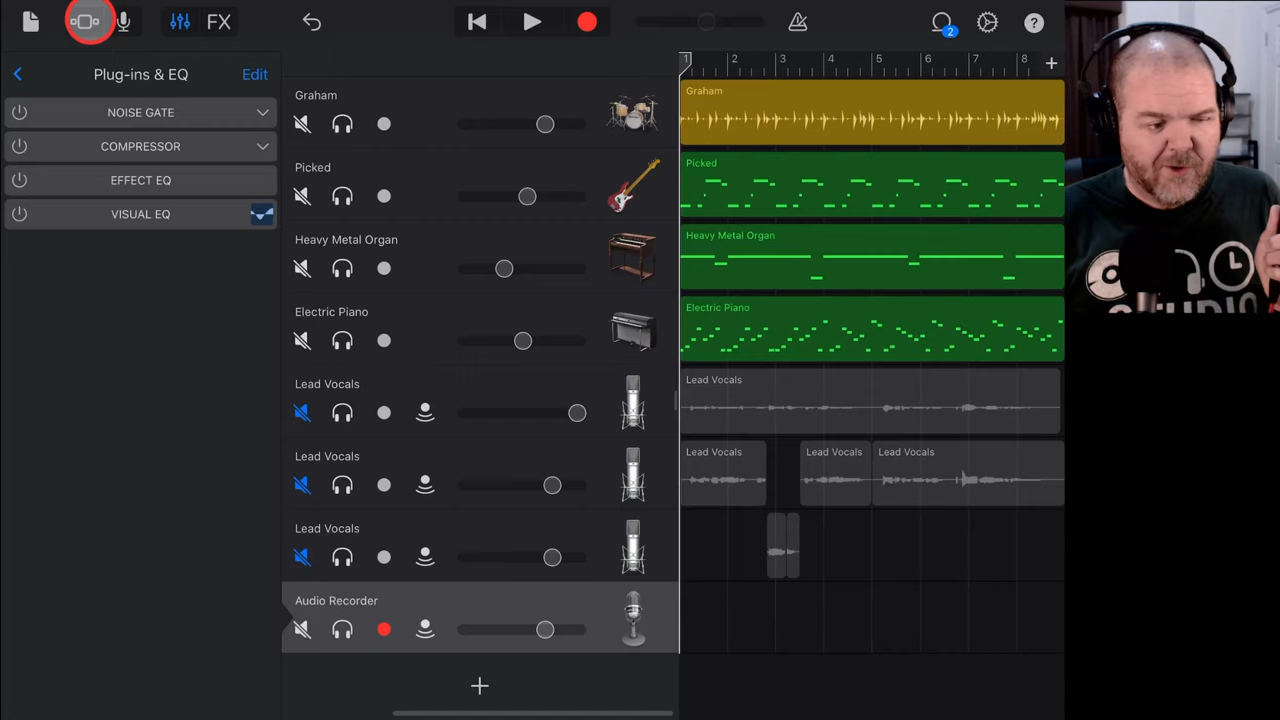 FX
2
?
Plug-ins & EQ
Edit
NOISE GATE
COMPRESSOR
EFFECT EQ
VISUAL EQ
Graham
Picked
Heavy Metal Organ
Electric Piano
Lead Vocals
Lead Vocals
Lead Vocals
Audio Recorder
+
1 2 3 4 5 6 7 8 +
Graham
Picked
Heavy Metal Organ
Electric Piano
Lead Vocals
Lead Vocals Lead Vocals Lead Vocals